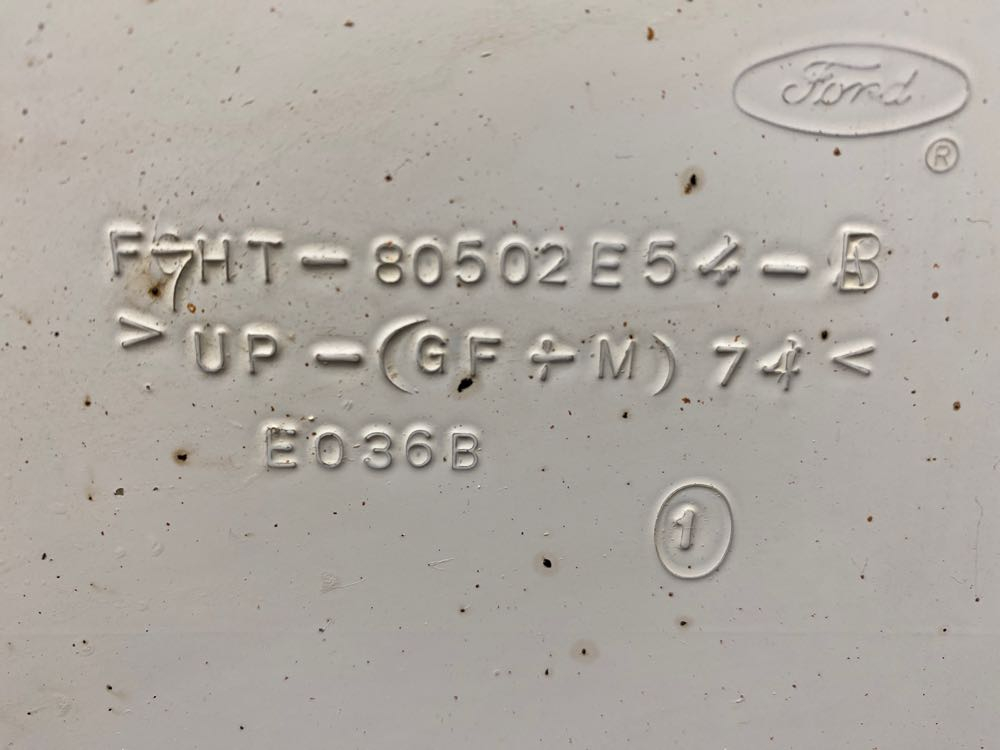 Ford
®
F7HT-80502E54-B
>UP-(GF+M)74<
E036B
1